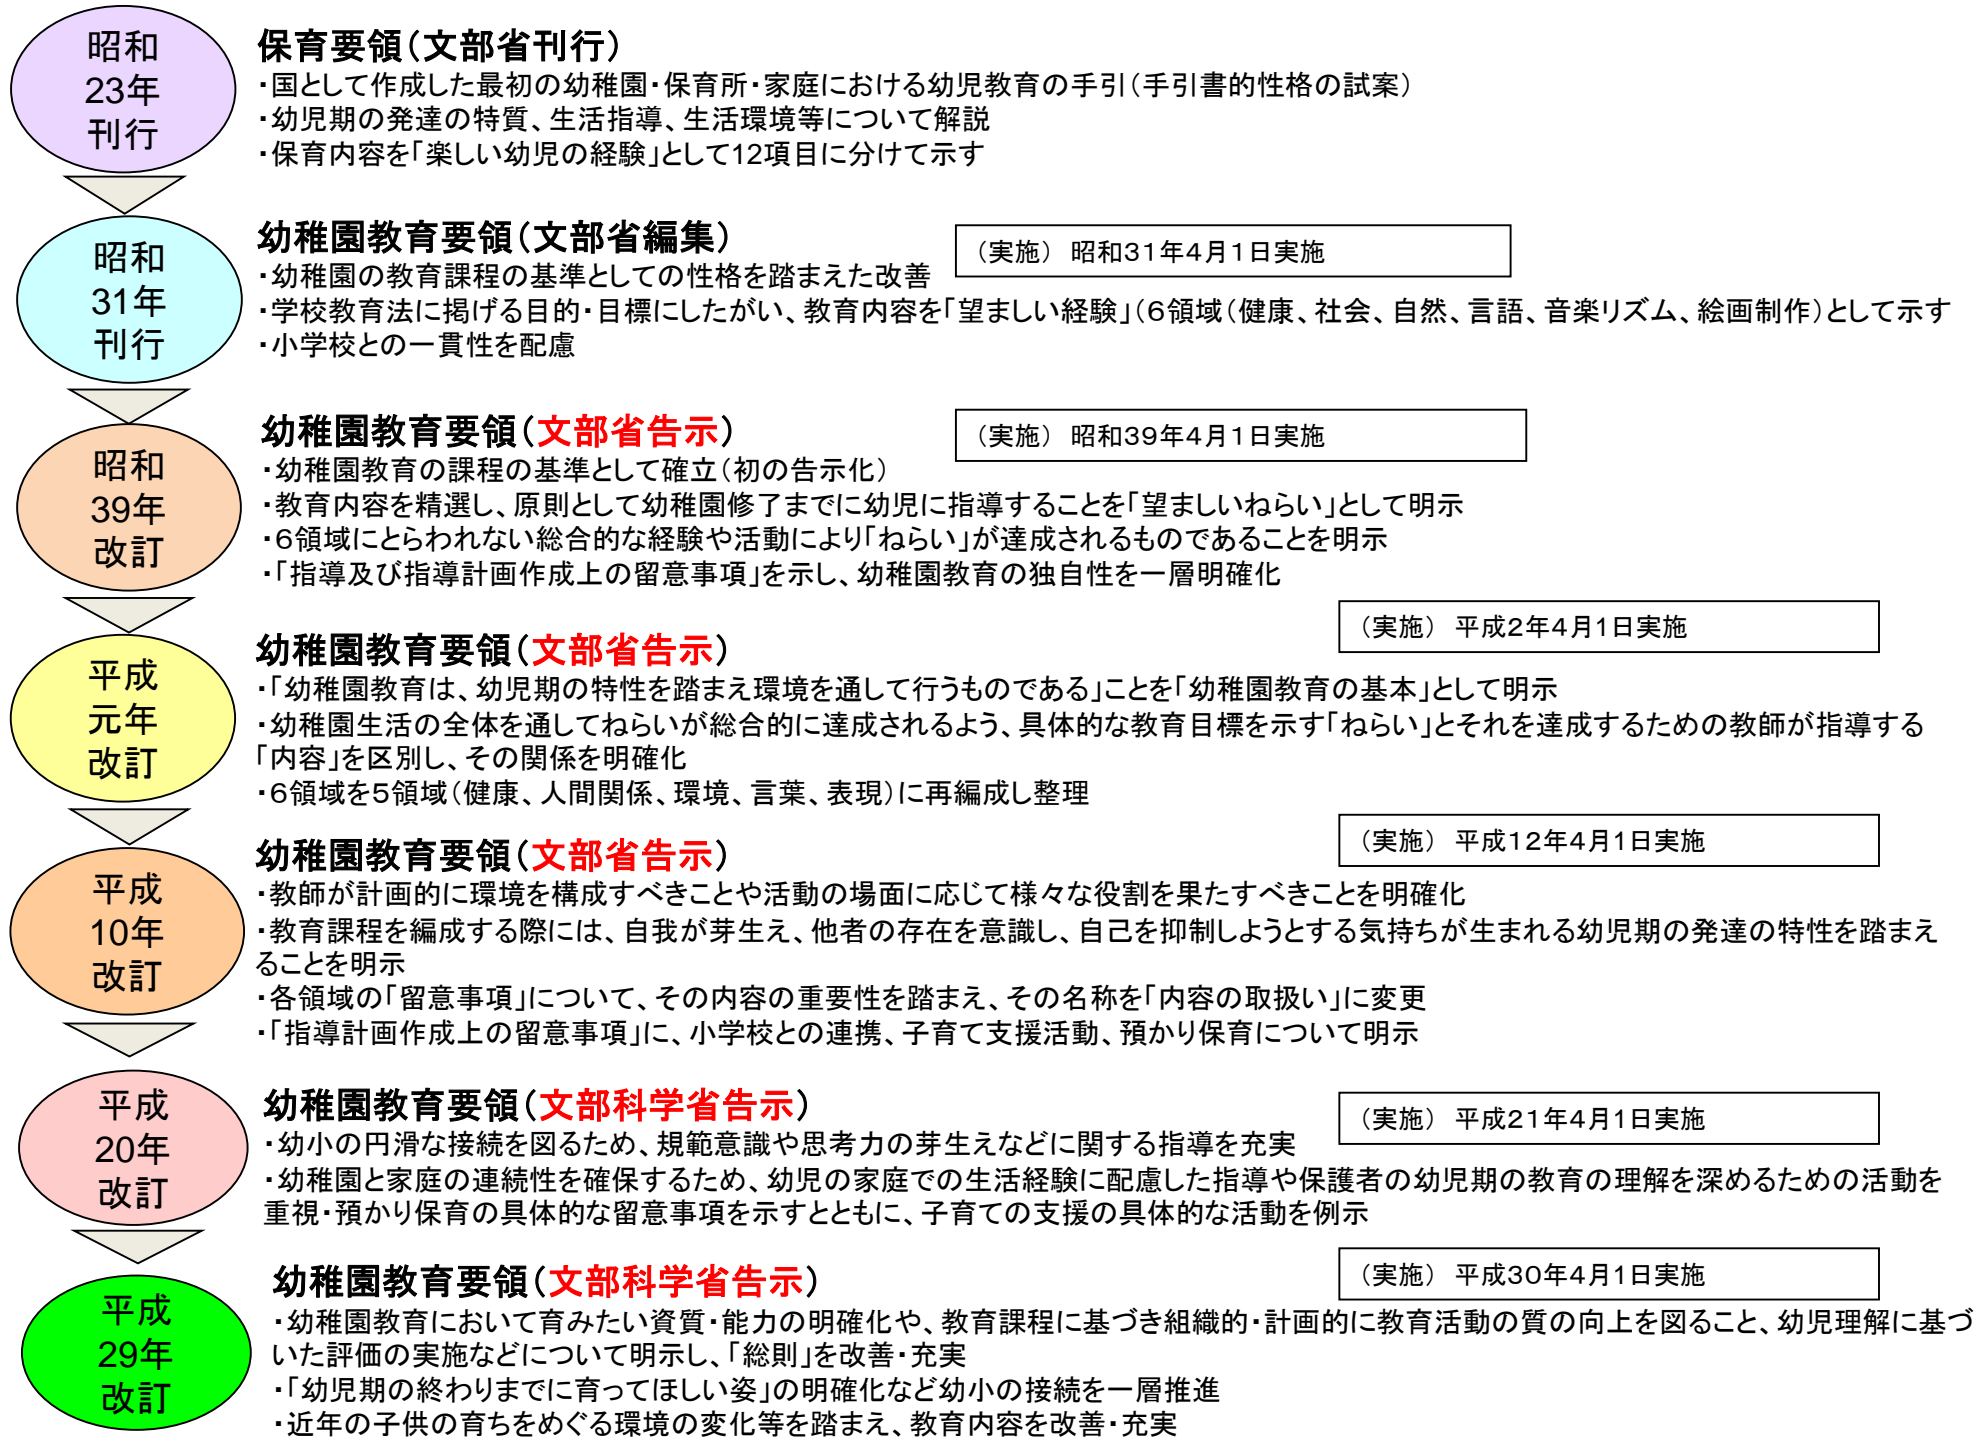 昭和
23年
刊行
保育要領（文部省刊行）
・国として作成した最初の幼稚園・保育所・家庭における幼児教育の手引（手引書的性格の試案）
・幼児期の発達の特質、生活指導、生活環境等について解説
・保育内容を「楽しい幼児の経験」として12項目に分けて示す
昭和
31年
刊行
幼稚園教育要領（文部省編集）
（実施） 昭和３１年４月１日実施
・幼稚園の教育課程の基準としての性格を踏まえた改善
・学校教育法に掲げる目的・目標にしたがい、教育内容を「望ましい経験」（６領域（健康、社会、自然、言語、音楽リズム、絵画制作）として示す
・小学校との一貫性を配慮
昭和
39年
改訂
幼稚園教育要領（文部省告示）
（実施） 昭和３９年４月１日実施
・幼稚園教育の課程の基準として確立（初の告示化）
・教育内容を精選し、原則として幼稚園修了までに幼児に指導することを「望ましいねらい」として明示
・６領域にとらわれない総合的な経験や活動により「ねらい」が達成されるものであることを明示
・「指導及び指導計画作成上の留意事項」を示し、幼稚園教育の独自性を一層明確化
平成
元年
改訂
幼稚園教育要領（文部省告示）
（実施） 平成２年４月１日実施
・「幼稚園教育は、幼児期の特性を踏まえ環境を通して行うものである」ことを「幼稚園教育の基本」として明示
・幼稚園生活の全体を通してねらいが総合的に達成されるよう、具体的な教育目標を示す「ねらい」とそれを達成するための教師が指導する
「内容」を区別し、その関係を明確化
・６領域を５領域（健康、人間関係、環境、言葉、表現）に再編成し整理
平成
10年
改訂
幼稚園教育要領（文部省告示）
（実施） 平成１２年４月１日実施
・教師が計画的に環境を構成すべきことや活動の場面に応じて様々な役割を果たすべきことを明確化
・教育課程を編成する際には、自我が芽生え、他者の存在を意識し、自己を抑制しようとする気持ちが生まれる幼児期の発達の特性を踏まえ
ることを明示
・各領域の「留意事項」について、その内容の重要性を踏まえ、その名称を「内容の取扱い」に変更
・「指導計画作成上の留意事項」に、小学校との連携、子育て支援活動、預かり保育について明示
平成
20年
改訂
幼稚園教育要領（文部科学省告示）
（実施） 平成２１年４月１日実施
・幼小の円滑な接続を図るため、規範意識や思考力の芽生えなどに関する指導を充実
・幼稚園と家庭の連続性を確保するため、幼児の家庭での生活経験に配慮した指導や保護者の幼児期の教育の理解を深めるための活動を
重視・預かり保育の具体的な留意事項を示すとともに、子育ての支援の具体的な活動を例示
平成
29年
改訂
幼稚園教育要領（文部科学省告示）
（実施） 平成３０年４月１日実施
・幼稚園教育において育みたい資質・能力の明確化や、教育課程に基づき組織的・計画的に教育活動の質の向上を図ること、幼児理解に基づ
いた評価の実施などについて明示し、「総則」を改善・充実
・「幼児期の終わりまでに育ってほしい姿」の明確化など幼小の接続を一層推進
・近年の子供の育ちをめぐる環境の変化等を踏まえ、教育内容を改善・充実